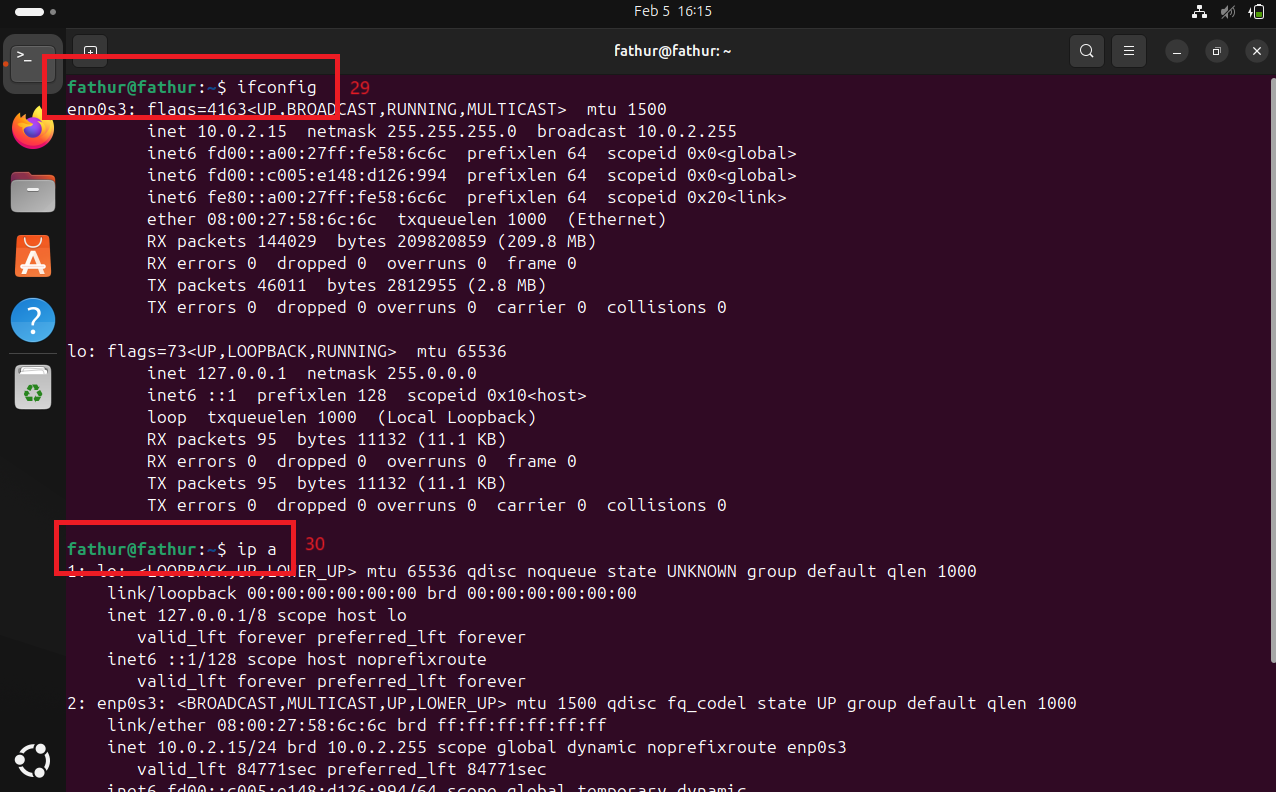 Feb 5 16:15
fathur@fathur: ~
fathur@fathur:~$ ifconfig 29
enp0s3: flags=4163<UP,BROADCAST,RUNNING,MULTICAST>  mtu 1500
        inet 10.0.2.15  netmask 255.255.255.0  broadcast 10.0.2.255
        inet6 fd00::a00:27ff:fe58:6c6c  prefixlen 64  scopeid 0x0<global>
        inet6 fd00::c005:e148:d126:994  prefixlen 64  scopeid 0x0<global>
        inet6 fe80::a00:27ff:fe58:6c6c  prefixlen 64  scopeid 0x20<link>
        ether 08:00:27:58:6c:6c  txqueuelen 1000  (Ethernet)
        RX packets 144029  bytes 209820859 (209.8 MB)
        RX errors 0  dropped 0  overruns 0  frame 0
        TX packets 46011  bytes 2812955 (2.8 MB)
        TX errors 0  dropped 0 overruns 0  carrier 0  collisions 0
lo: flags=73<UP,LOOPBACK,RUNNING>  mtu 65536
        inet 127.0.0.1  netmask 255.0.0.0
        inet6 ::1  prefixlen 128  scopeid 0x10<host>
        loop  txqueuelen 1000  (Local Loopback)
        RX packets 95  bytes 11132 (11.1 KB)
        RX errors 0  dropped 0  overruns 0  frame 0
        TX packets 95  bytes 11132 (11.1 KB)
        TX errors 0  dropped 0 overruns 0  carrier 0  collisions 0
fathur@fathur:~$ ip a 30
1: lo: <LOOPBACK,UP,LOWER_UP> mtu 65536 qdisc noqueue state UNKNOWN group default qlen 1000
    link/loopback 00:00:00:00:00:00 brd 00:00:00:00:00:00
    inet 127.0.0.1/8 scope host lo
       valid_lft forever preferred_lft forever
    inet6 ::1/128 scope host noprefixroute
       valid_lft forever preferred_lft forever
2: enp0s3: <BROADCAST,MULTICAST,UP,LOWER_UP> mtu 1500 qdisc fq_codel state UP group default qlen 1000
    link/ether 08:00:27:58:6c:6c brd ff:ff:ff:ff:ff:ff
    inet 10.0.2.15/24 brd 10.0.2.255 scope global dynamic noprefixroute enp0s3
       valid_lft 84771sec preferred_lft 84771sec
    inet6 fd00::c005:e148:d126:994/64 scope global temporary dynamic